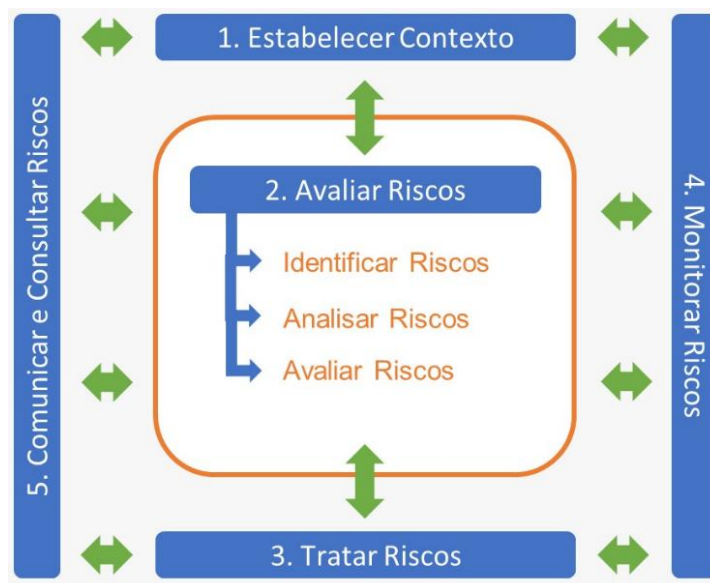 1. Estabelecer Contexto
2. Avaliar Riscos
Identificar Riscos
Analisar Riscos
Avaliar Riscos
3. Tratar Riscos
4. Monitorar Riscos
5. Comunicar e Consultar Riscos